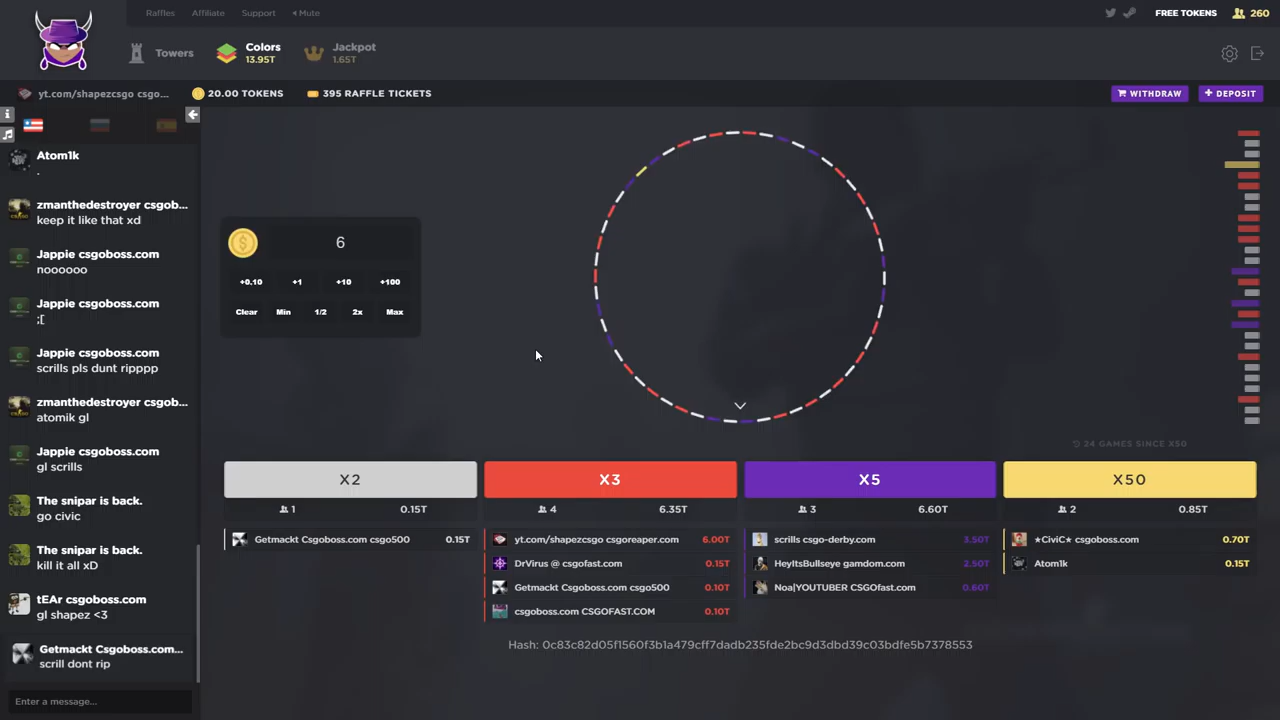 Raffles Affiliate Support Mute
FREE TOKENS 260
Towers
Colors
13.95T
Jackpot
1.65T
yt.com/shapezcsgo csgo...
20.00 TOKENS
395 RAFFLE TICKETS
WITHDRAW
+ DEPOSIT
Atom1k
.
zmanthedestroyer csgob...
keep it like that xd
Jappie csgoboss.com
noooooo
Jappie csgoboss.com
;[
Jappie csgoboss.com
scrills pls dunt ripppp
zmanthedestroyer csgob...
atomik gl
Jappie csgoboss.com
gl scrills
The snipar is back.
go civic
The snipar is back.
kill it all xD
tEAr csgoboss.com
gl shapez <3
Getmackt Csgoboss.com...
scrill dont rip
Enter a message...
6
+0.10 +1 +10 +100
Clear Min 1/2 2x Max
24 GAMES SINCE X50
X2
1 0.15T
Getmackt Csgoboss.com csgo500 0.15T
X3
4 6.35T
yt.com/shapezcsgo csgoreaper.com 6.00T
DrVirus @ csgofast.com 0.15T
Getmackt Csgoboss.com csgo500 0.10T
csgoboss.com CSGOFAST.COM 0.10T
X5
3 6.60T
scrills csgo-derby.com 3.50T
HeyItsBullseye gamdom.com 2.50T
Noa|YOUTUBER CSGOfast.com 0.60T
X50
2 0.85T
★CiviC★ csgoboss.com 0.70T
Atom1k 0.15T
Hash: 0c83c82d05f1560f3b1a479cff7dadb235fde2bc9d3dbd39c03bdfe5b7378553